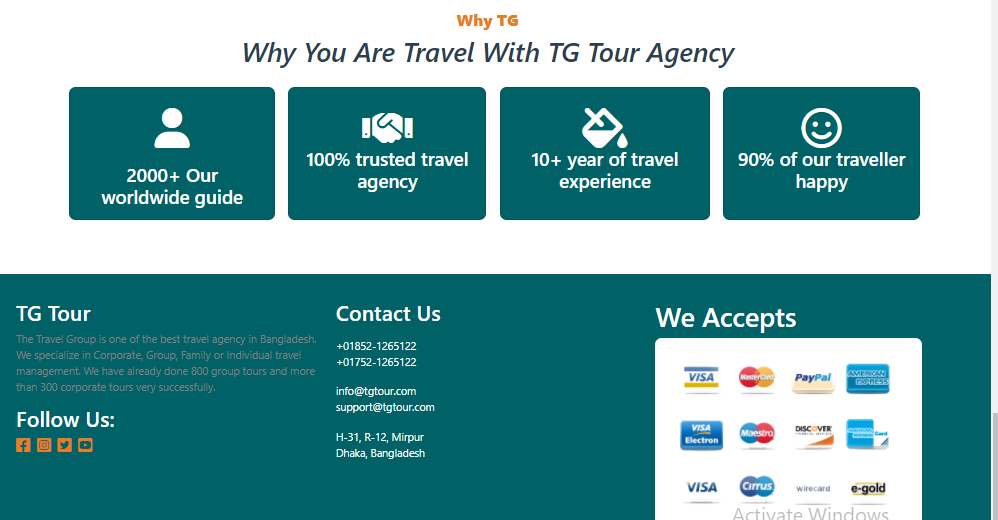 Why TG
Why You Are Travel With TG Tour Agency
2000+ Our
worldwide guide
100% trusted travel
agency
10+ year of travel
experience
90% of our traveller
happy
TG Tour
The Travel Group is one of the best travel agency in Bangladesh.
We specialize in Corporate, Group, Family or Individual travel
management. We have already done 800 group tours and more
than 300 corporate tours very successfully.
Follow Us:
Contact Us
+01852-1265122
+01752-1265122
info@tgtour.com
support@tgtour.com
H-31, R-12, Mirpur
Dhaka, Bangladesh
We Accepts
VISA MasterCard PayPal AMERICAN EXPRESS
VISA Electron Maestro DISCOVER AMERICAN EXPRESS Card
VISA Cirrus wirecard e-gold
Activate Windows